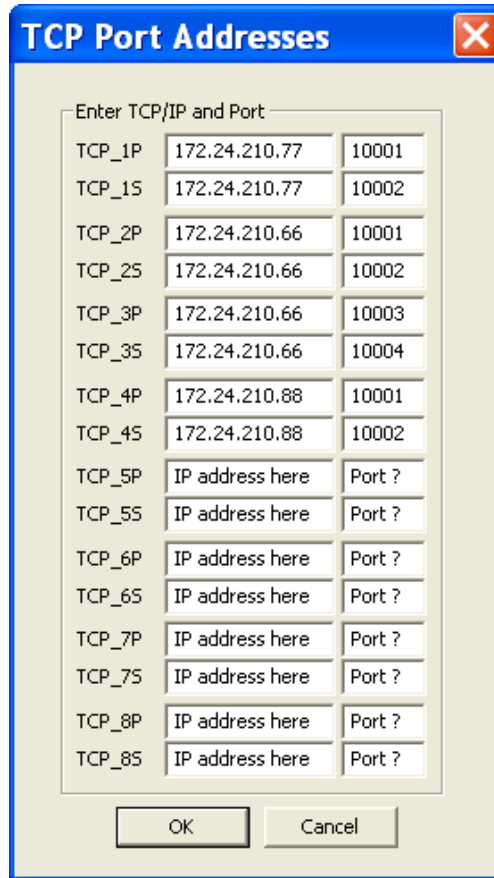 TCP Port Addresses
Enter TCP/IP and Port
TCP_1P 172.24.210.77 10001
TCP_1S 172.24.210.77 10002
TCP_2P 172.24.210.66 10001
TCP_2S 172.24.210.66 10002
TCP_3P 172.24.210.66 10003
TCP_3S 172.24.210.66 10004
TCP_4P 172.24.210.88 10001
TCP_4S 172.24.210.88 10002
TCP_5P IP address here Port ?
TCP_5S IP address here Port ?
TCP_6P IP address here Port ?
TCP_6S IP address here Port ?
TCP_7P IP address here Port ?
TCP_7S IP address here Port ?
TCP_8P IP address here Port ?
TCP_8S IP address here Port ?
OK Cancel